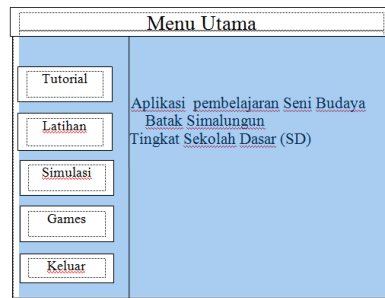 Menu Utama
Tutorial
Latihan
Simulasi
Games
Keluar
Aplikasi pembelajaran Seni Budaya
Batak Simalungun
Tingkat Sekolah Dasar (SD)